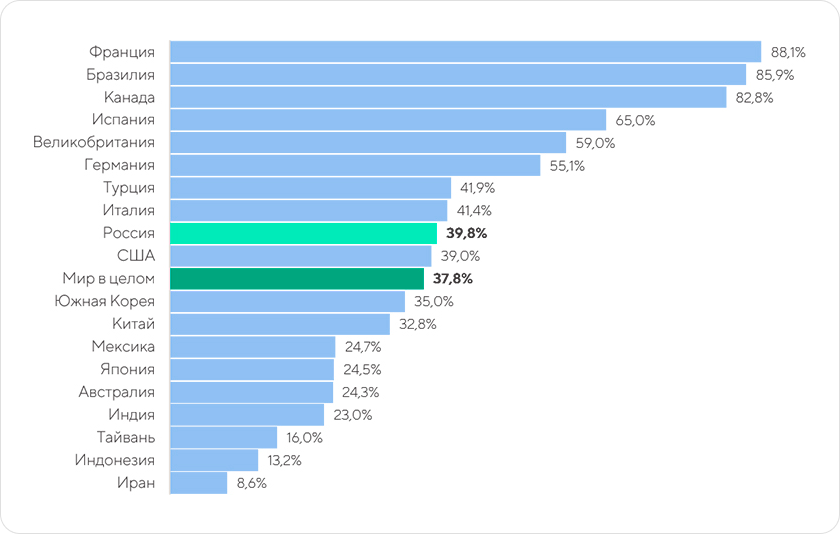 Франция 88,1%
Бразилия 85,9%
Канада 82,8%
Испания 65,0%
Великобритания 59,0%
Германия 55,1%
Турция 41,9%
Италия 41,4%
Россия 39,8%
США 39,0%
Мир в целом 37,8%
Южная Корея 35,0%
Китай 32,8%
Мексика 24,7%
Япония 24,5%
Австралия 24,3%
Индия 23,0%
Тайвань 16,0%
Индонезия 13,2%
Иран 8,6%